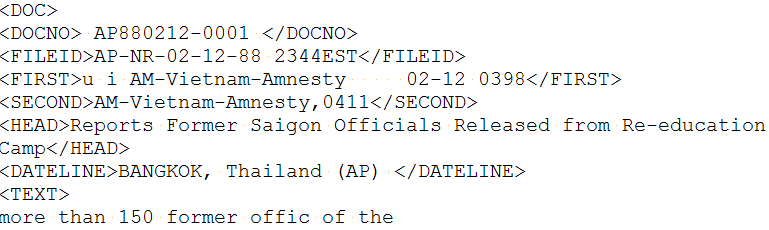 <DOC>
<DOCNO> AP880212-0001 </DOCNO>
<FILEID>AP-NR-02-12-88 2344EST</FILEID>
<FIRST>u i AM-Vietnam-Amnesty     02-12 0398</FIRST>
<SECOND>AM-Vietnam-Amnesty,0411</SECOND>
<HEAD>Reports Former Saigon Officials Released from Re-education
Camp</HEAD>
<DATELINE>BANGKOK, Thailand (AP) </DATELINE>
<TEXT>
more than 150 former offic of the